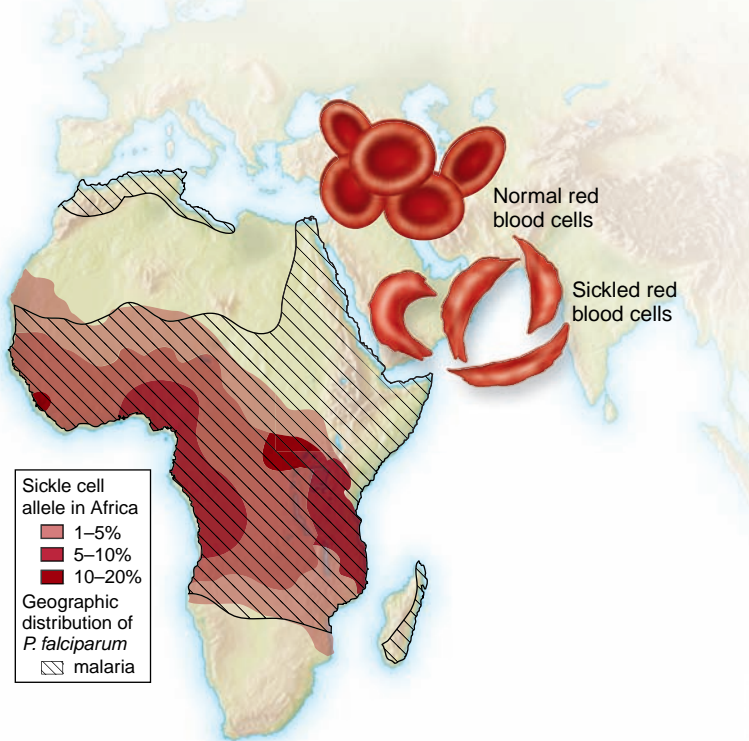 Normal red
blood cells
Sickled red
blood cells
Sickle cell
allele in Africa
1–5%
5–10%
10–20%
Geographic
distribution of
P. falciparum
malaria